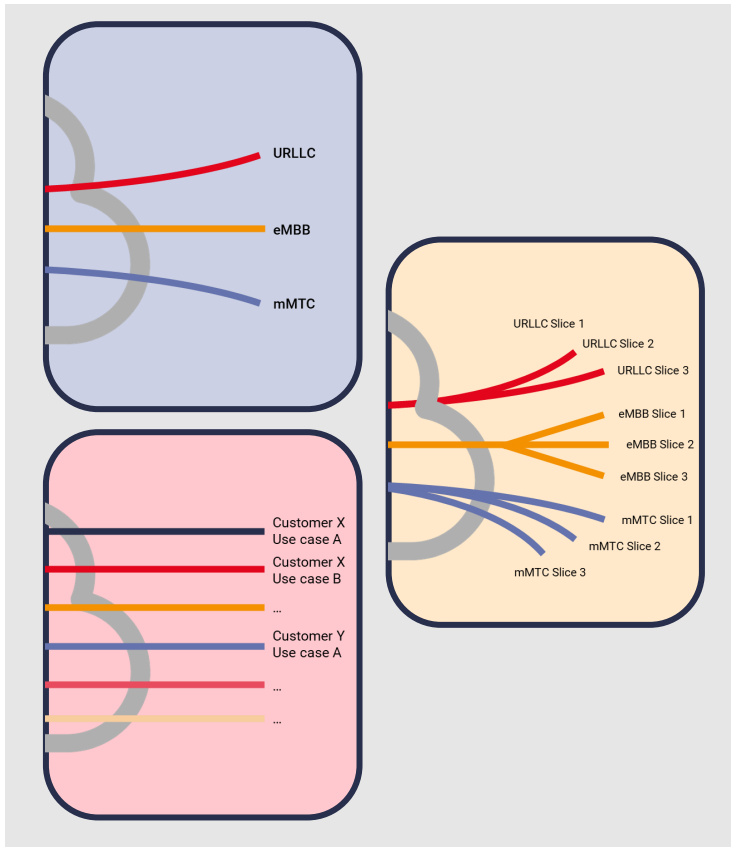 URLLC
eMBB
mMTC
Customer X
Use case A
Customer X
Use case B
...
Customer Y
Use case A
...
...
URLLC Slice 1
URLLC Slice 2
URLLC Slice 3
eMBB Slice 1
eMBB Slice 2
eMBB Slice 3
mMTC Slice 1
mMTC Slice 2
mMTC Slice 3